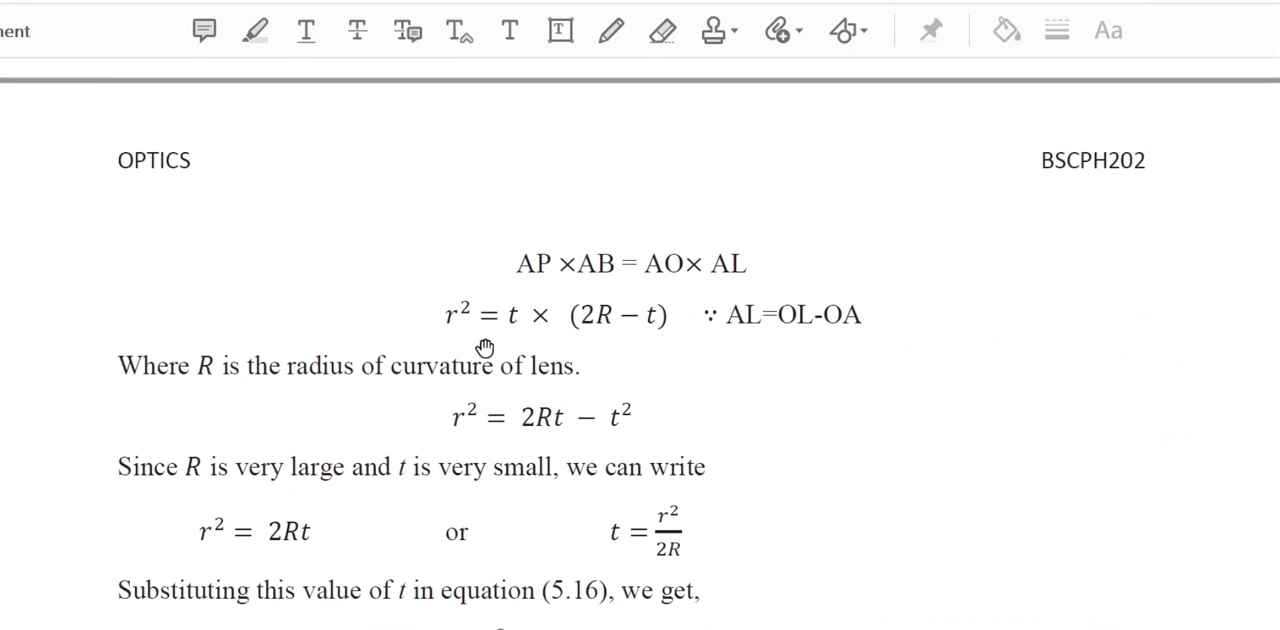 ent
T T T T T T Aa
OPTICS BSCPH202
AP ×AB = AO× AL
r² = t × (2R − t) ∵ AL=OL-OA
Where R is the radius of curvature of lens.
r² = 2Rt − t²
Since R is very large and t is very small, we can write
r² = 2Rt or t = r²/2R
Substituting this value of t in equation (5.16), we get,